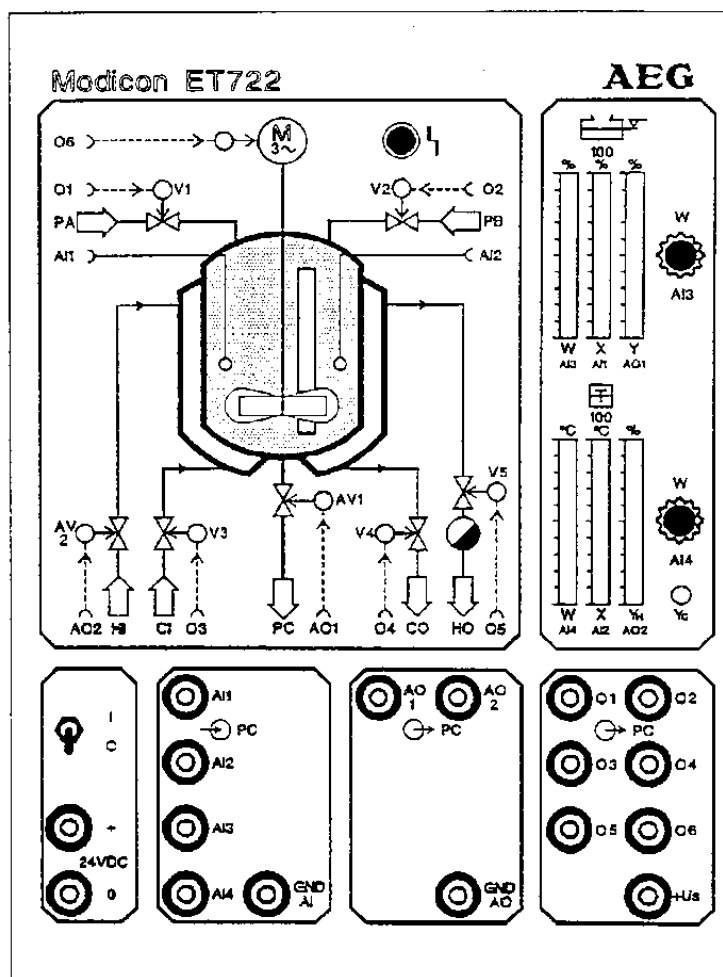 Modicon ET722
AEG
O6
M
3~
O1
V1
V2
O2
PA
PB
AI1
AI2
100
% % %
W
AI3
W X Y
AI3 AI1 AO1
T
100
°C °C %
W
AI4
W X YH
AI4 AI2 AO2
YC
AV
2
V3
AV1
V4
V5
AO2 HI CI O3 PC AO1 O4 CO HO O5
I
O
+
24VDC
0
AI1
PC
AI2
AI3
AI4
GND
AI
AO
1
AO
2
PC
GND
AO
O1
O2
PC
O3
O4
O5
O6
+Us